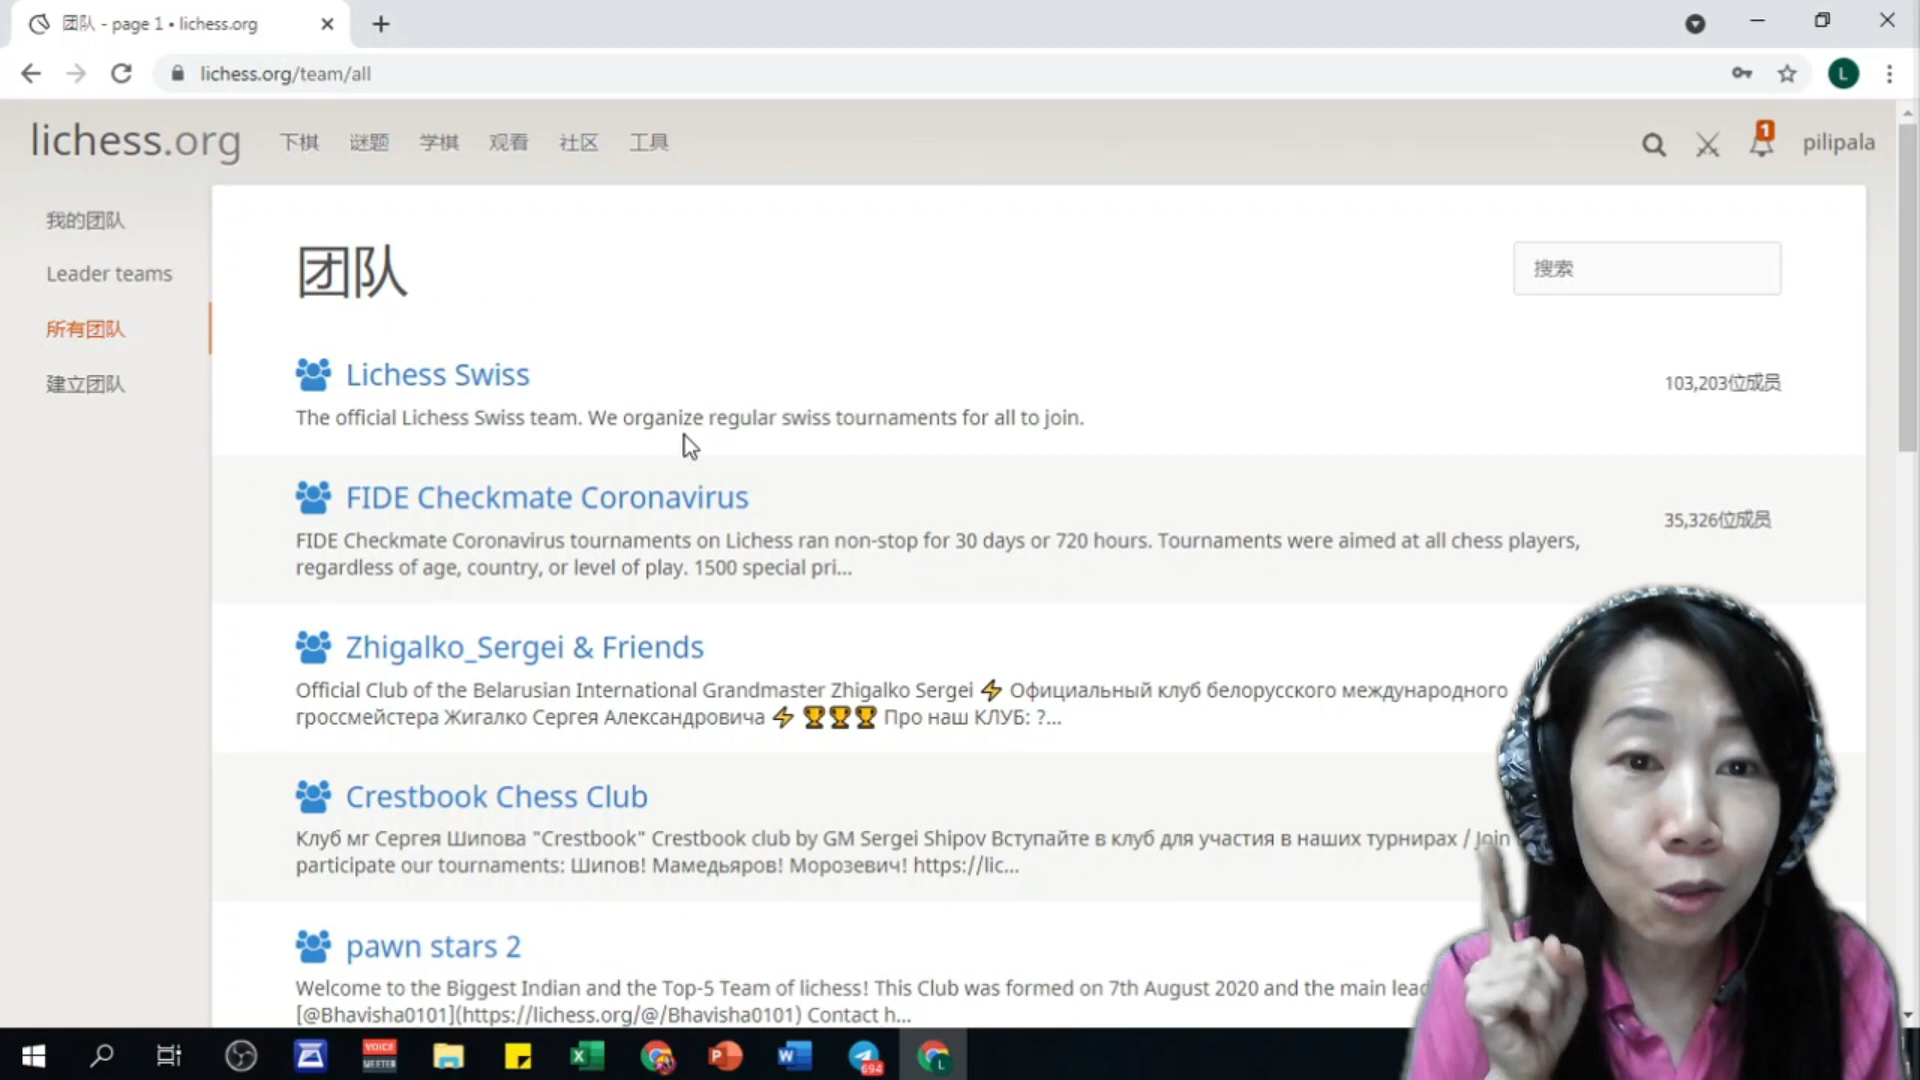 团队 - page 1 • lichess.org
lichess.org/team/all
L
lichess.org
下棋 谜题 学棋 观看 社区 工具
1
pilipala
我的团队
Leader teams
所有团队
建立团队
团队
搜索
Lichess Swiss
103,203位成员
The official Lichess Swiss team. We organize regular swiss tournaments for all to join.
FIDE Checkmate Coronavirus
35,326位成员
FIDE Checkmate Coronavirus tournaments on Lichess ran non-stop for 30 days or 720 hours. Tournaments were aimed at all chess players,
regardless of age, country, or level of play. 1500 special pri...
Zhigalko_Sergei & Friends
Official Club of the Belarusian International Grandmaster Zhigalko Sergei ⚡ Официальный клуб белорусского международного
гроссмейстера Жигалко Сергея Александровича ⚡ 🏆🏆🏆 Про наш КЛУБ: ?...
Crestbook Chess Club
Клуб мг Сергея Шипова "Crestbook" Crestbook club by GM Sergei Shipov Вступайте в клуб для участия в наших турнирах / Join
participate our tournaments: Шипов! Мамедьяров! Морозевич! https://lic...
pawn stars 2
Welcome to the Biggest Indian and the Top-5 Team of lichess! This Club was formed on 7th August 2020 and the main lead
[@Bhavisha0101](https://lichess.org/@/Bhavisha0101) Contact h...
VOICE
MEETER
X
P
W
694
L